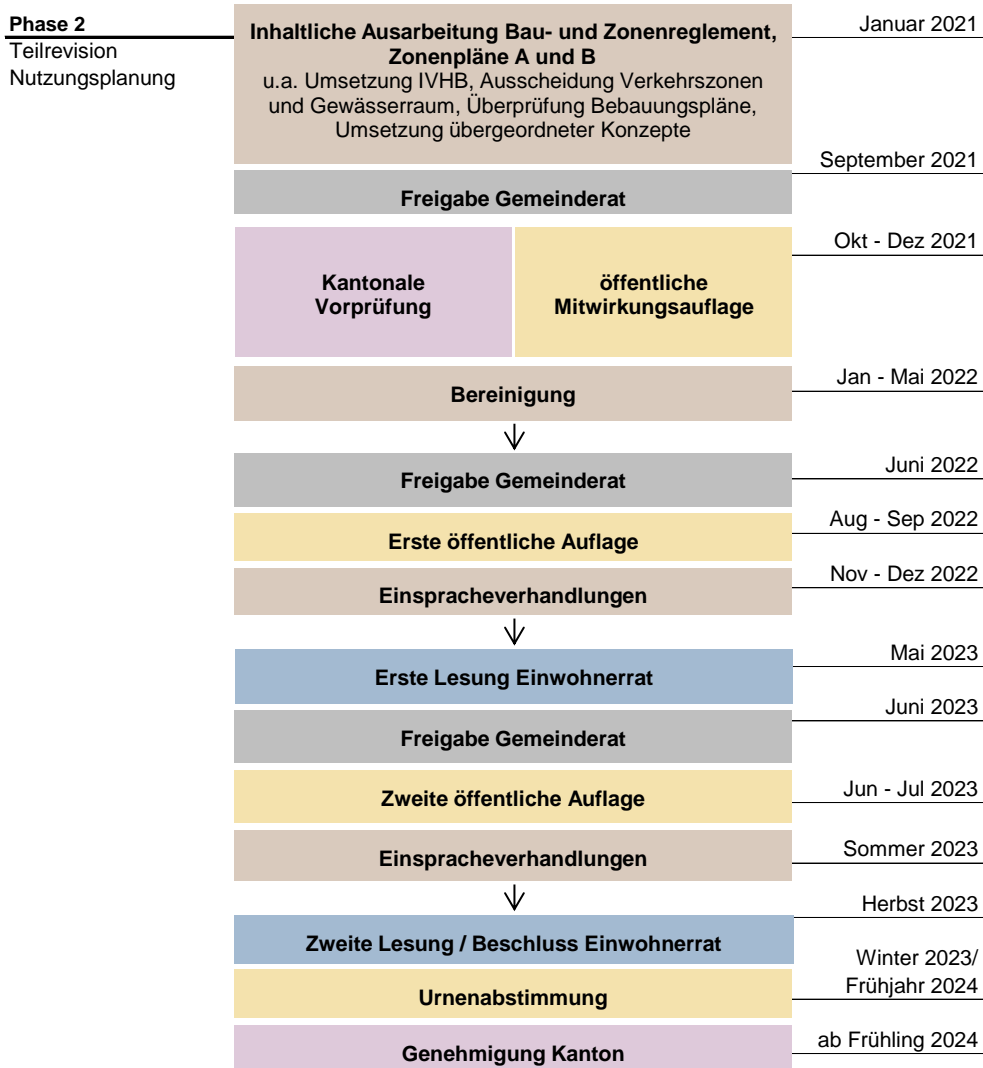 Phase 2
Teilrevision
Nutzungsplanung
Inhaltliche Ausarbeitung Bau- und Zonenreglement,
Zonenpläne A und B
u.a. Umsetzung IVHB, Ausscheidung Verkehrszonen
und Gewässerraum, Überprüfung Bebauungspläne,
Umsetzung übergeordneter Konzepte
Januar 2021
September 2021
Freigabe Gemeinderat
Okt - Dez 2021
Kantonale
Vorprüfung
öffentliche
Mitwirkungsauflage
Jan - Mai 2022
Bereinigung
Juni 2022
Freigabe Gemeinderat
Aug - Sep 2022
Erste öffentliche Auflage
Nov - Dez 2022
Einspracheverhandlungen
Mai 2023
Erste Lesung Einwohnerrat
Juni 2023
Freigabe Gemeinderat
Jun - Jul 2023
Zweite öffentliche Auflage
Sommer 2023
Einspracheverhandlungen
Herbst 2023
Zweite Lesung / Beschluss Einwohnerrat
Winter 2023/
Frühjahr 2024
Urnenabstimmung
ab Frühling 2024
Genehmigung Kanton